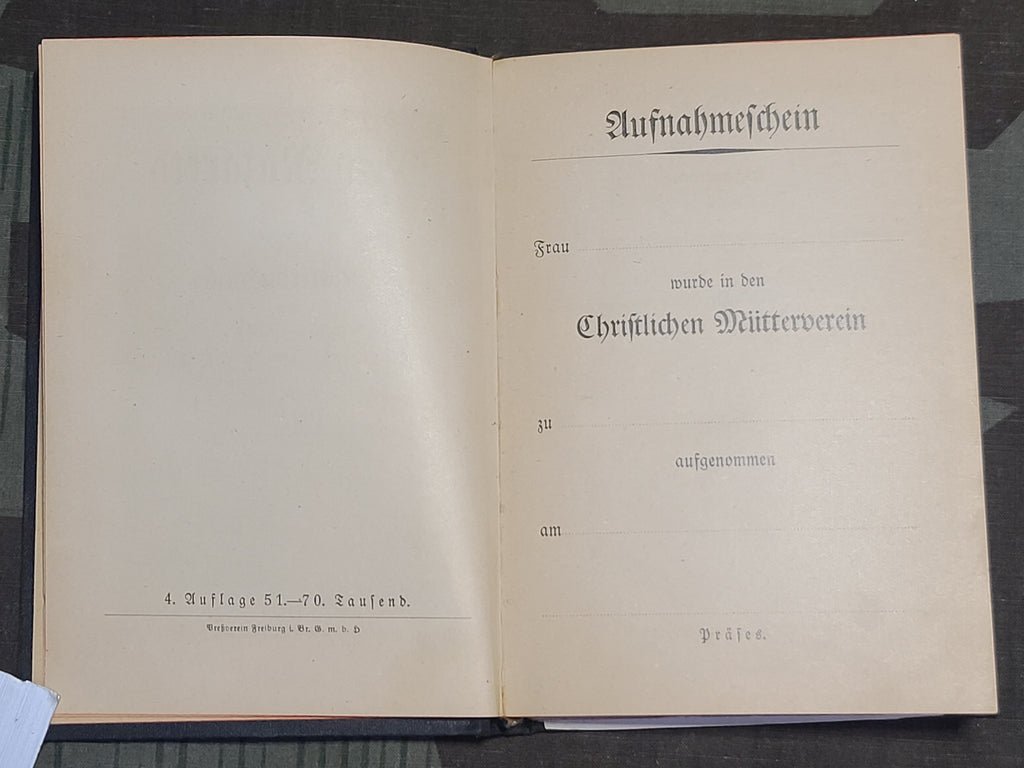 4. Auflage 51.—70. Tausend.
Preßverein Freiburg i. Br. G. m. b. H
Aufnahmeschein
Frau
wurde in den
Christlichen Mütterverein
zu
aufgenommen
am
Präses.